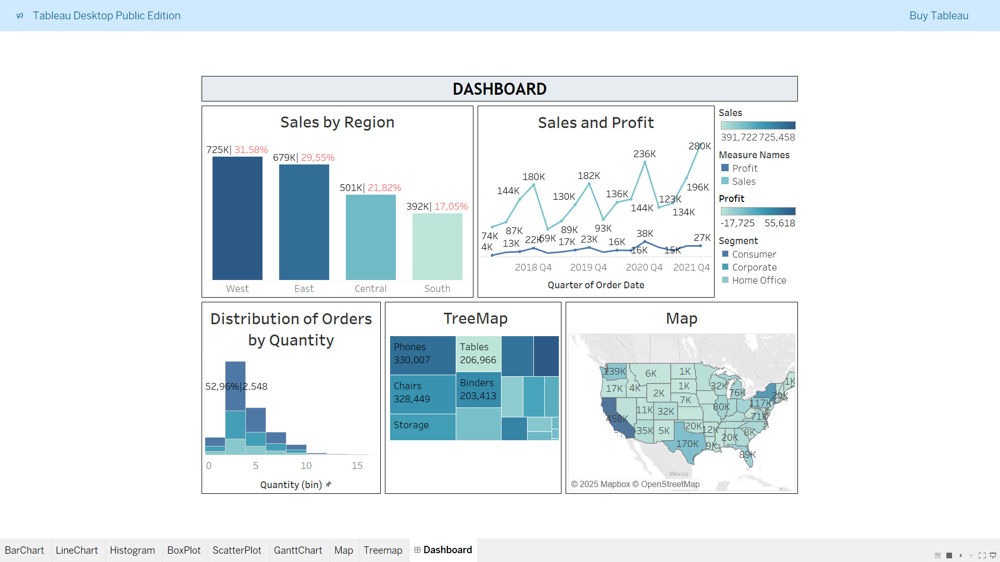 Tableau Desktop Public Edition
Buy Tableau
DASHBOARD
Sales by Region
725K| 31,58%
679K| 29,55%
501K| 21,82%
392K| 17,05%
West
East
Central
South
Sales and Profit
280K
236K
180K
182K
196K
144K
130K
136K
123K
144K
134K
74K
87K
69K
89K
93K
4K
13K
22K
17K
23K
16K
38K
16K
15K
27K
2018 Q4
2019 Q4
2020 Q4
2021 Q4
Quarter of Order Date
Sales
391,722 725,458
Measure Names
Profit
Sales
Profit
-17,725 55,618
Segment
Consumer
Corporate
Home Office
Distribution of Orders
by Quantity
52,96%|2.548
0 5 10 15
Quantity (bin)
TreeMap
Phones
330,007
Tables
206,966
Chairs
328,449
Binders
203,413
Storage
Map
139K
6K
1K
1K
17K
4K
2K
1K
32K
76K
29K
7K
117K
11K
32K
80K
458K
71K
35K
5K
20K
12K
8K
20K
170K
9K
89K
Mexico
© 2025 Mapbox © OpenStreetMap
BarChart
LineChart
Histogram
BoxPlot
ScatterPlot
GanttChart
Map
Treemap
Dashboard